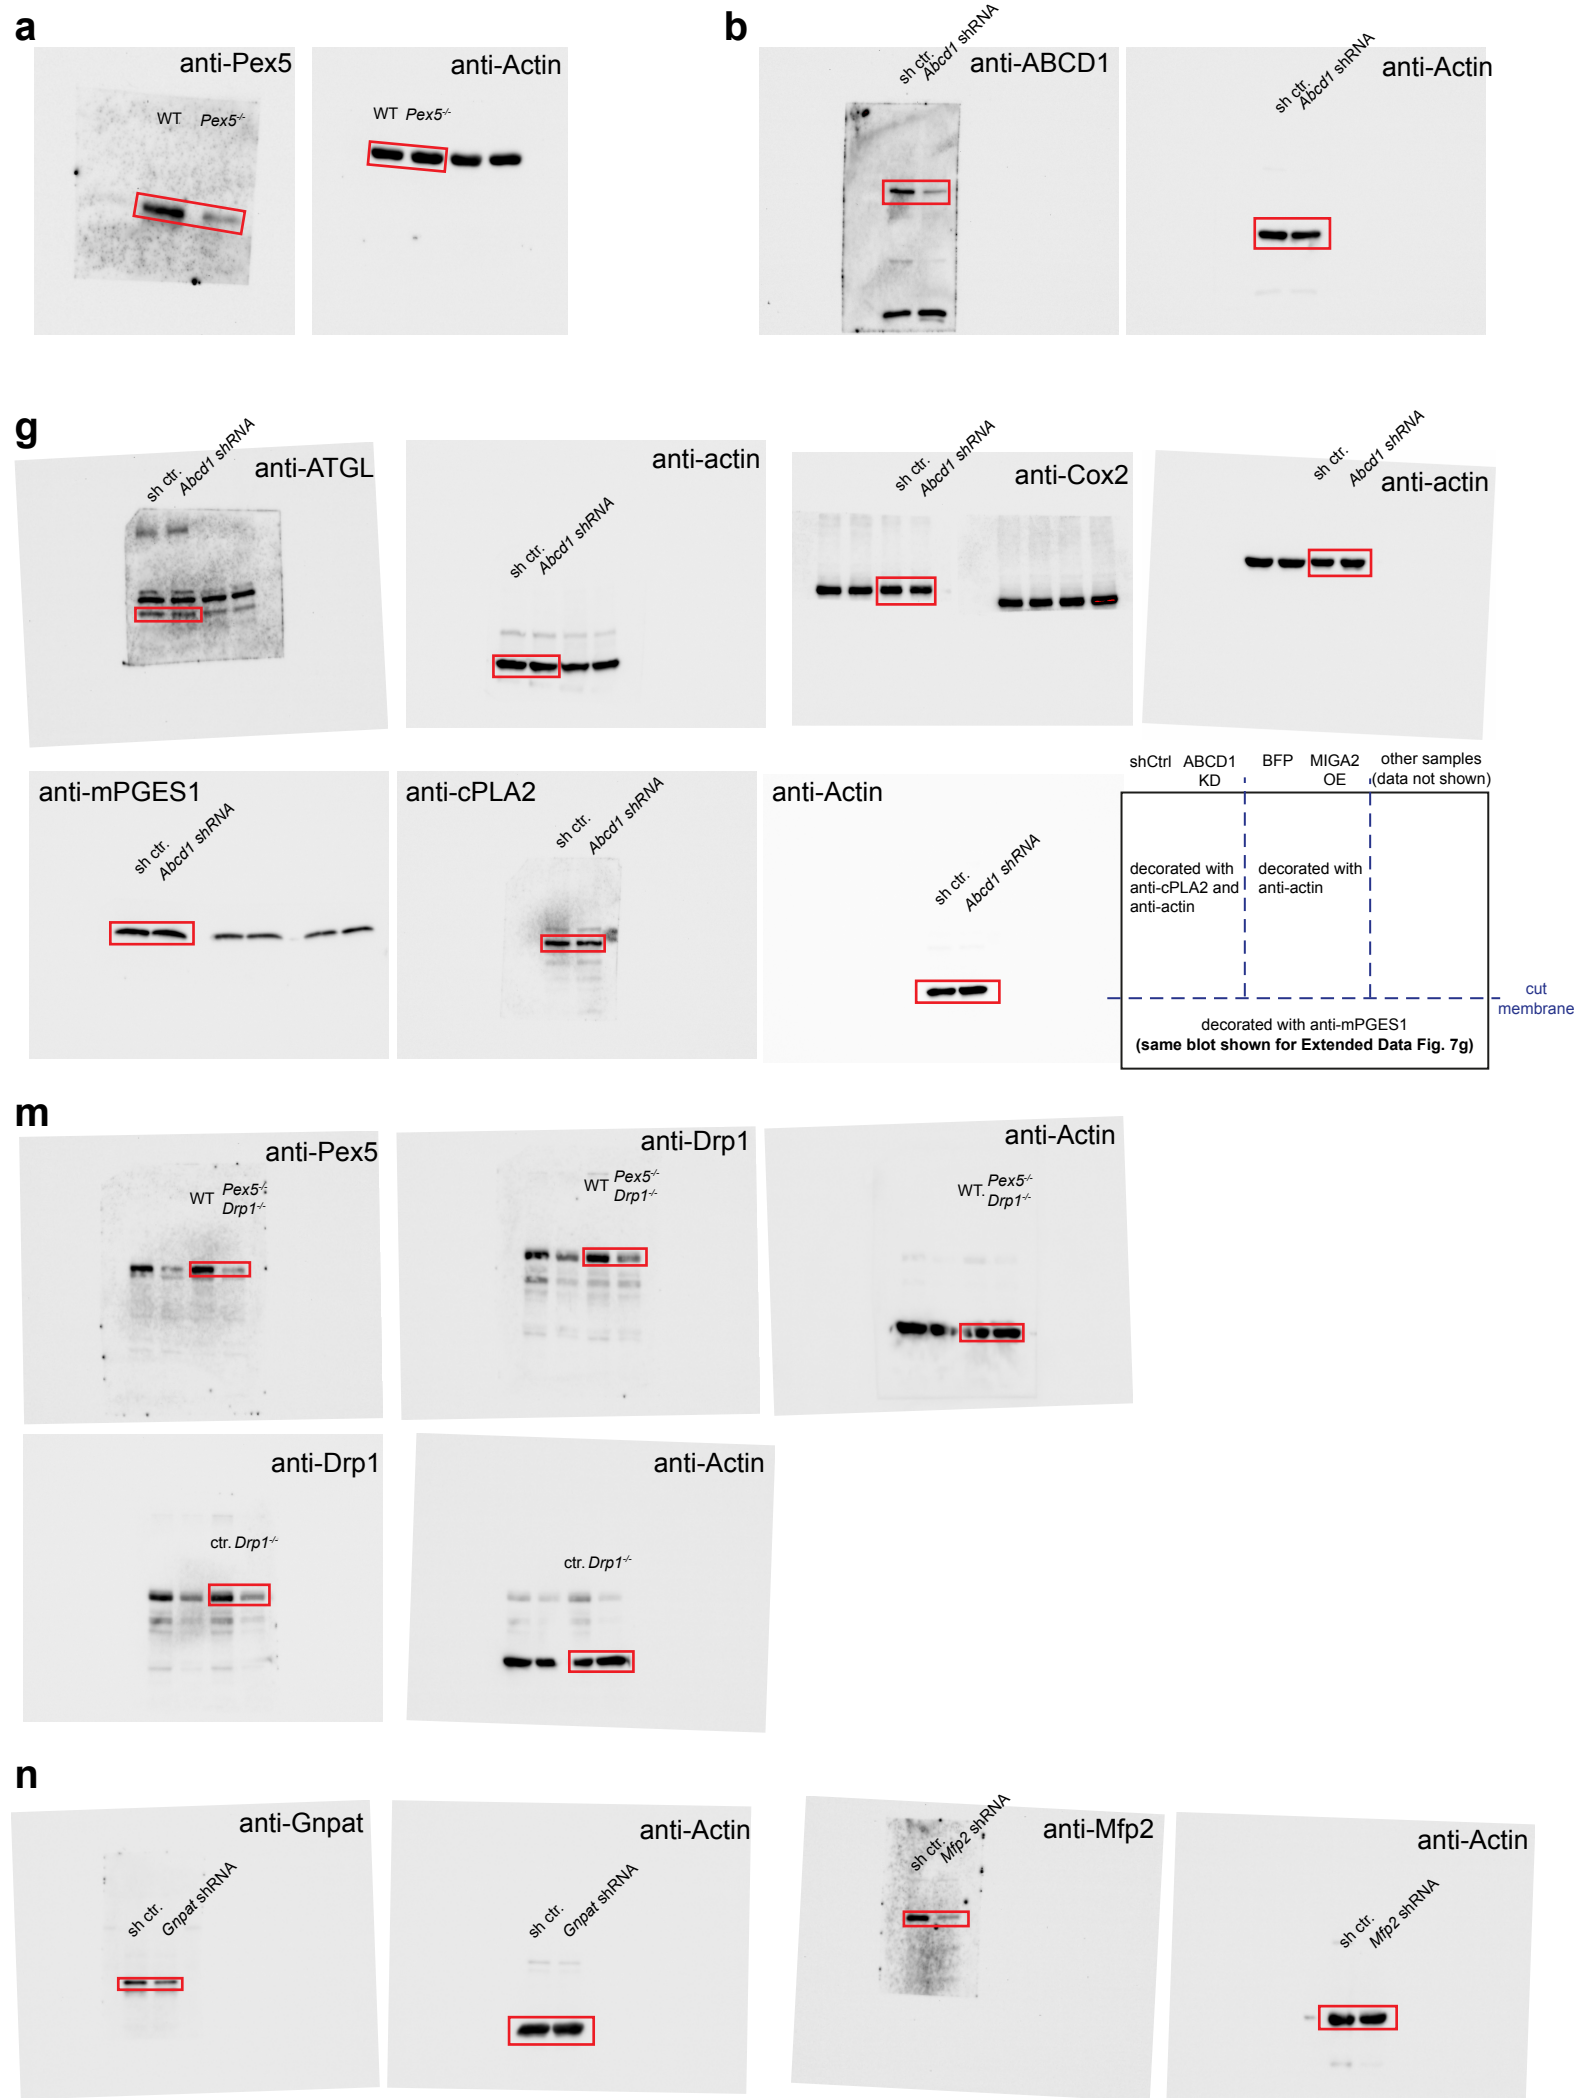 a
anti-Pex5
WT Pex5-/-
anti-Actin
WT Pex5-/-
b
sh ctr.
Abcd1 shRNA
anti-ABCD1
sh ctr.
Abcd1 shRNA
anti-Actin
g
sh ctr.
Abcd1 shRNA
anti-ATGL
anti-actin
sh ctr.
Abcd1 shRNA
sh ctr.
Abcd1 shRNA
anti-Cox2
sh ctr.
Abcd1 shRNA
anti-actin
anti-mPGES1
sh ctr.
Abcd1 shRNA
anti-cPLA2
sh ctr.
Abcd1 shRNA
anti-Actin
sh ctr.
Abcd1 shRNA
shCtrl
ABCD1
KD
BFP
MIGA2
OE
other samples
(data not shown)
decorated with
anti-cPLA2 and
anti-actin
decorated with
anti-actin
cut
membrane
decorated with anti-mPGES1
(same blot shown for Extended Data Fig. 7g)
m
anti-Pex5
WT
Pex5-/-
Drp1-/-
anti-Drp1
WT
Pex5-/-
Drp1-/-
anti-Actin
WT.
Pex5-/-
Drp1-/-
anti-Drp1
ctr. Drp1-/-
anti-Actin
ctr. Drp1-/-
n
anti-Gnpat
sh ctr.
Gnpat shRNA
anti-Actin
sh ctr.
Gnpat shRNA
sh ctr.
Mfp2 shRNA
anti-Mfp2
anti-Actin
sh ctr.
Mfp2 shRNA